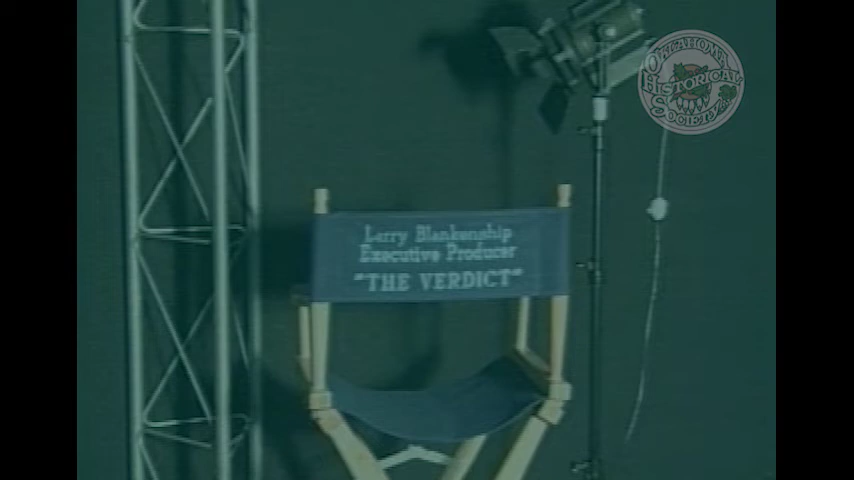 OKLAHOMA
HISTORICAL
SOCIETY
Larry Blankenship
Executive Producer
"THE VERDICT"